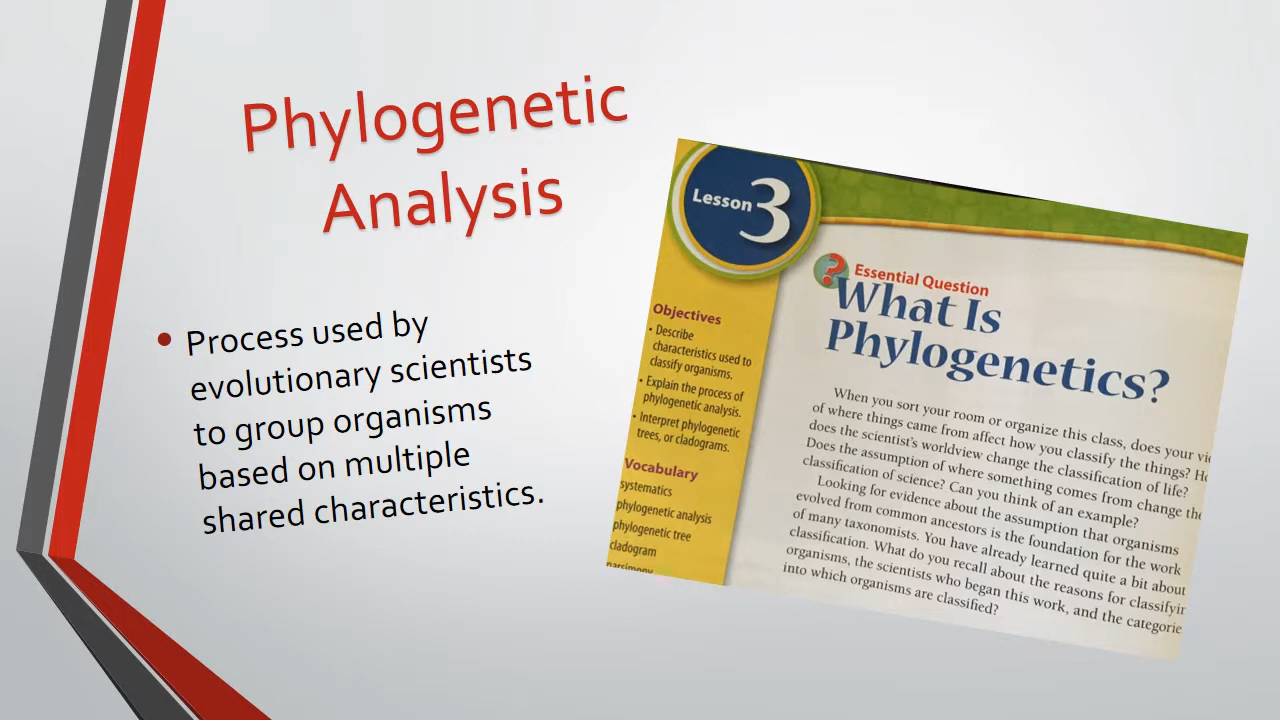 Phylogenetic
Analysis
• Process used by
evolutionary scientists
to group organisms
based on multiple
shared characteristics.
Lesson 3
? Essential Question
What Is
Phylogenetics?
Objectives
• Describe
characteristics used to
classify organisms.
• Explain the process of
phylogenetic analysis.
• Interpret phylogenetic
trees, or cladograms.
Vocabulary
systematics
phylogenetic analysis
phylogenetic tree
cladogram
parsimony
When you sort your room or organize this class, does your
of where things came from affect how you classify the things?
does the scientist's worldview change the classification of life?
Does the assumption of where something comes from change the
classification of science? Can you think of an example?
Looking for evidence about the assumption that organisms
evolved from common ancestors is the foundation for the work
of many taxonomists. You have already learned quite a bit about
classification. What do you recall about the reasons for
organisms, the scientists who began this work, and the
into which organisms are classified?